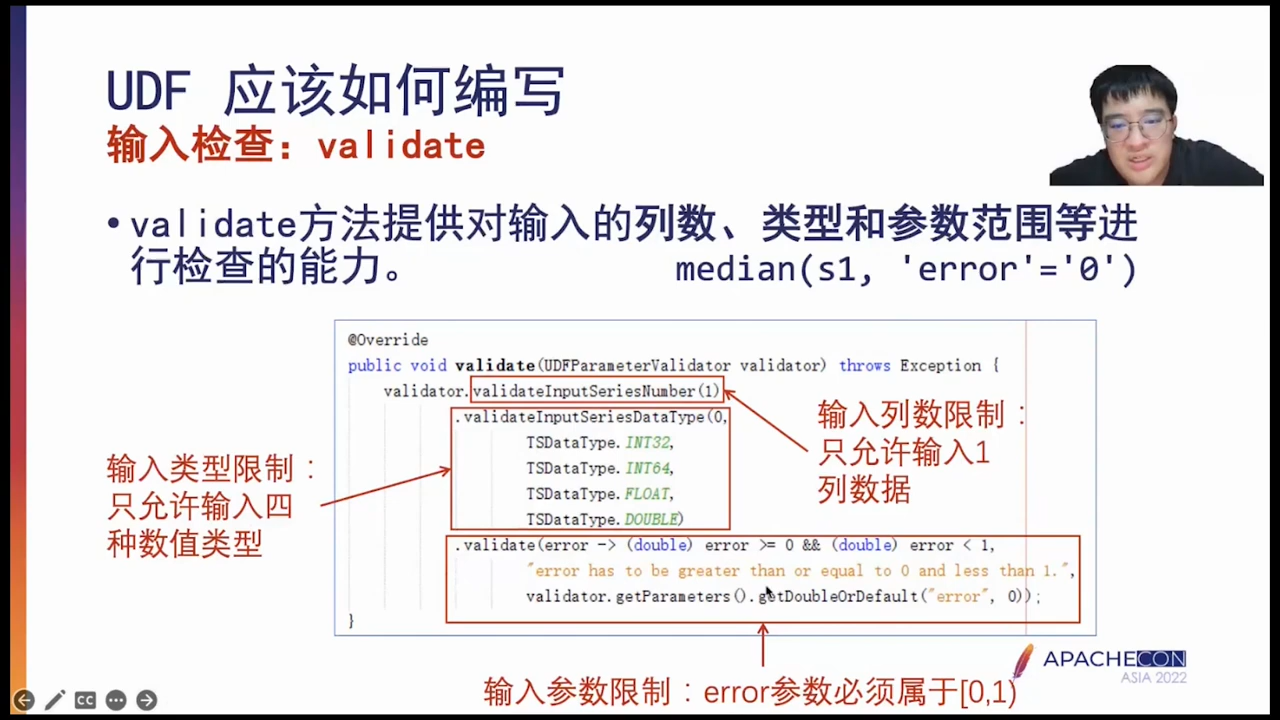 UDF 应该如何编写
输入检查：validate
•validate方法提供对输入的列数、类型和参数范围等进
行检查的能力。
median(s1, 'error'='0')
@Override
public void validate(UDFParameterValidator validator) throws Exception {
validator.validateInputSeriesNumber(1)
.validateInputSeriesDataType(0,
TSDataType.INT32,
TSDataType.INT64,
TSDataType.FLOAT,
TSDataType.DOUBLE)
.validate(error -> (double) error >= 0 && (double) error < 1,
"error has to be greater than or equal to 0 and less than 1.",
validator.getParameters().getDoubleOrDefault("error", 0));
}
输入列数限制：
只允许输入1
列数据
输入类型限制：
只允许输入四
种数值类型
输入参数限制：error参数必须属于[0,1)
APACHECON
ASIA 2022
CC